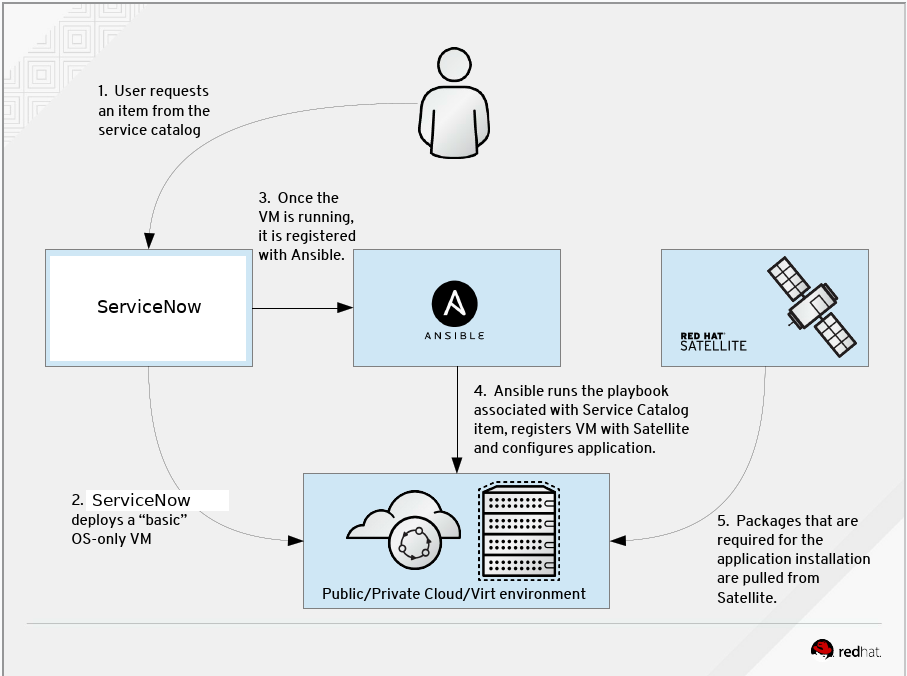 1. User requests
an item from the
service catalog
3. Once the
VM is running,
it is registered
with Ansible.
ServiceNow
ANSIBLE
RED HAT
SATELLITE
4. Ansible runs the playbook
associated with Service Catalog
item, registers VM with Satellite
and configures application.
2. ServiceNow
deploys a “basic”
OS-only VM
5. Packages that are
required for the
application installation
are pulled from
Satellite.
Public/Private Cloud/Virt environment
redhat.